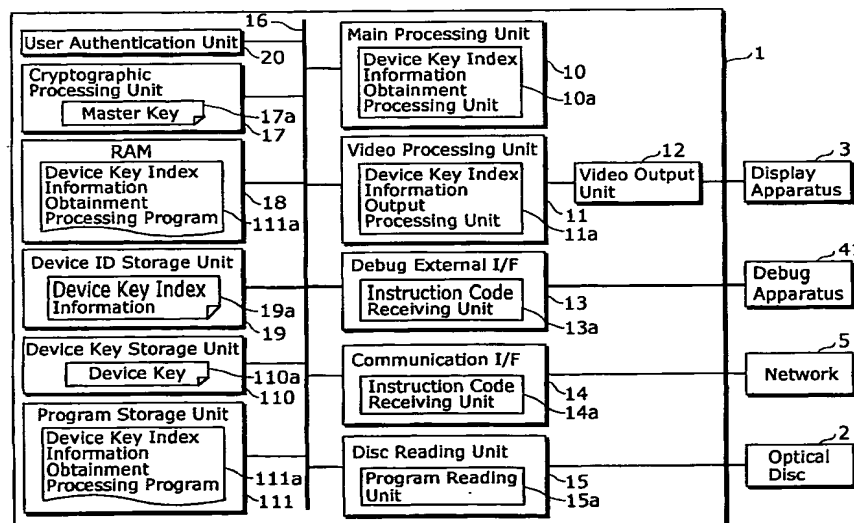 16
User Authentication Unit
20
Cryptographic
Processing Unit
Master Key
17a
17
RAM
Device Key Index
Information
Obtainment
Processing Program
18
111a
Device ID Storage Unit
Device Key Index
Information
19a
19
Device Key Storage Unit
Device Key
110a
110
Program Storage Unit
Device Key Index
Information
Obtainment
Processing Program
111a
111
Main Processing Unit
Device Key Index
Information
Obtainment
Processing Unit
10
10a
Video Processing Unit
Device Key Index
Information
Output
Processing Unit
11
11a
Debug External I/F
Instruction Code
Receiving Unit
13
13a
Communication I/F
Instruction Code
Receiving Unit
14
14a
Disc Reading Unit
Program Reading
Unit
15
15a
12
Video Output
Unit
1
3
Display
Apparatus
4
Debug
Apparatus
5
Network
2
Optical
Disc